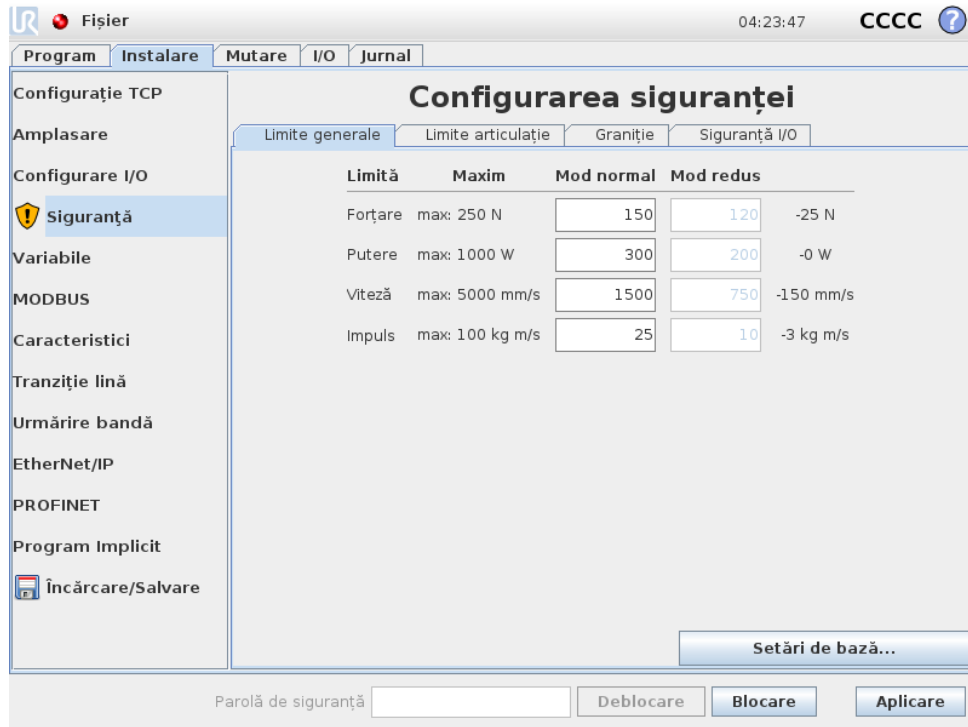 UR Fișier 04:23:47 CCCC ?
Program Instalare Mutare I/O Jurnal
Configurație TCP
Amplasare
Configurare I/O
Siguranță
Variabile
MODBUS
Caracteristici
Tranziție lină
Urmărire bandă
EtherNet/IP
PROFINET
Program Implicit
Încărcare/Salvare
Configurarea siguranței
Limite generale Limite articulație Graniție Siguranță I/O
Limită Maxim Mod normal Mod redus
Forțare max: 250 N 150 120 -25 N
Putere max: 1000 W 300 200 -0 W
Viteză max: 5000 mm/s 1500 750 -150 mm/s
Impuls max: 100 kg m/s 25 10 -3 kg m/s
Setări de bază...
Parolă de siguranță Deblocare Blocare Aplicare